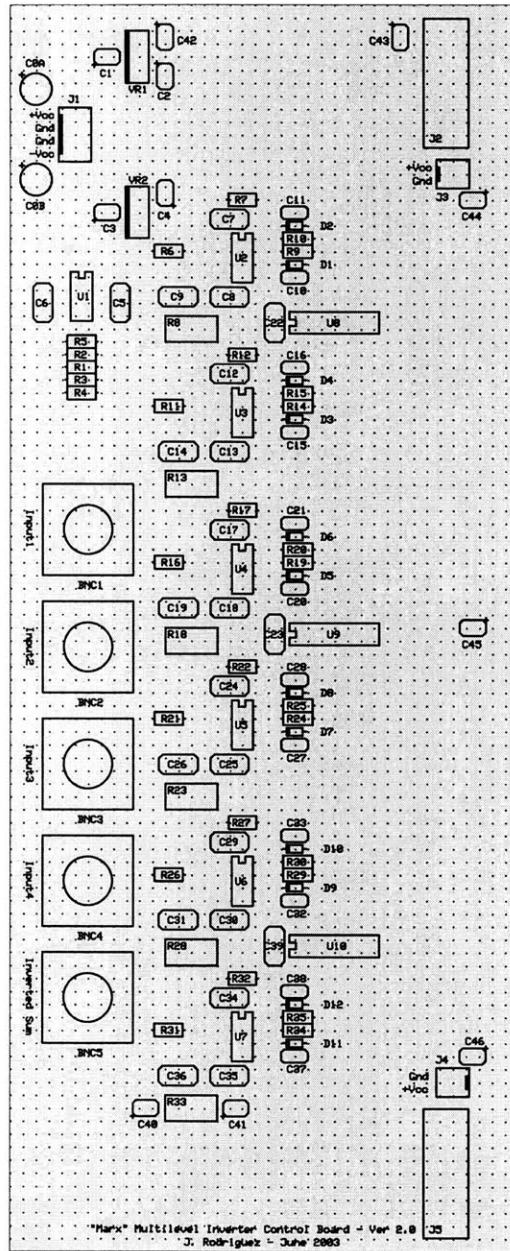 C42
C43
C1
VR1
C2
C0A
J1
+Vcc
Gnd
Gnd
-Vcc
J2
+Vcc
Gnd
J3
C44
C0B
VR2
C4
C3
R7
C11
C7
D2
R10
R6
R9
U2
D1
C10
C6
U1
C5
C9
C8
C22
U8
R8
R5
R2
R1
R3
R4
R12
C16
C12
D4
R15
R11
R14
U3
D3
C15
C14
C13
R13
Input1
BNC1
R17
C21
C17
D6
R20
R16
R19
U4
D5
C20
C19
C18
C23
U9
C45
R18
Input2
BNC2
R22
C28
C24
D8
R25
R21
R24
U5
D7
C27
C26
C25
R23
Input3
BNC3
R27
C33
C29
D10
R30
R26
R29
U6
D9
C32
C31
C30
C39
U10
R28
Input4
BNC4
R32
C38
C34
D12
R35
R31
R34
U7
D11
C37
Inverted Sum
BNC5
C36
C35
R33
C40
C41
C46
J4
Gnd
+Vcc
"Marx" Multilevel Inverter Control Board - Ver 2.0
J5
J. Rodriguez - June 2003